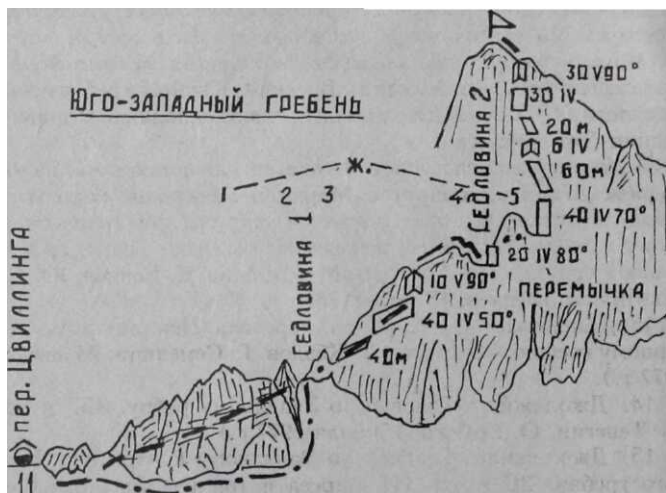 ЮГО-ЗАПАДНЫЙ ГРЕБЕНЬ
Ж.
1 2 3 4 5
пер. ЦВИЛЛИНГА
СЕДЛОВИНА 1
СЕДЛОВИНА 2
30 V 90°
30 IV
20 м
6 IV
60 м
40 IV 70°
20 IV 80°
ПЕРЕМЫЧКА
10 V 90°
40 IV 50°
40 м